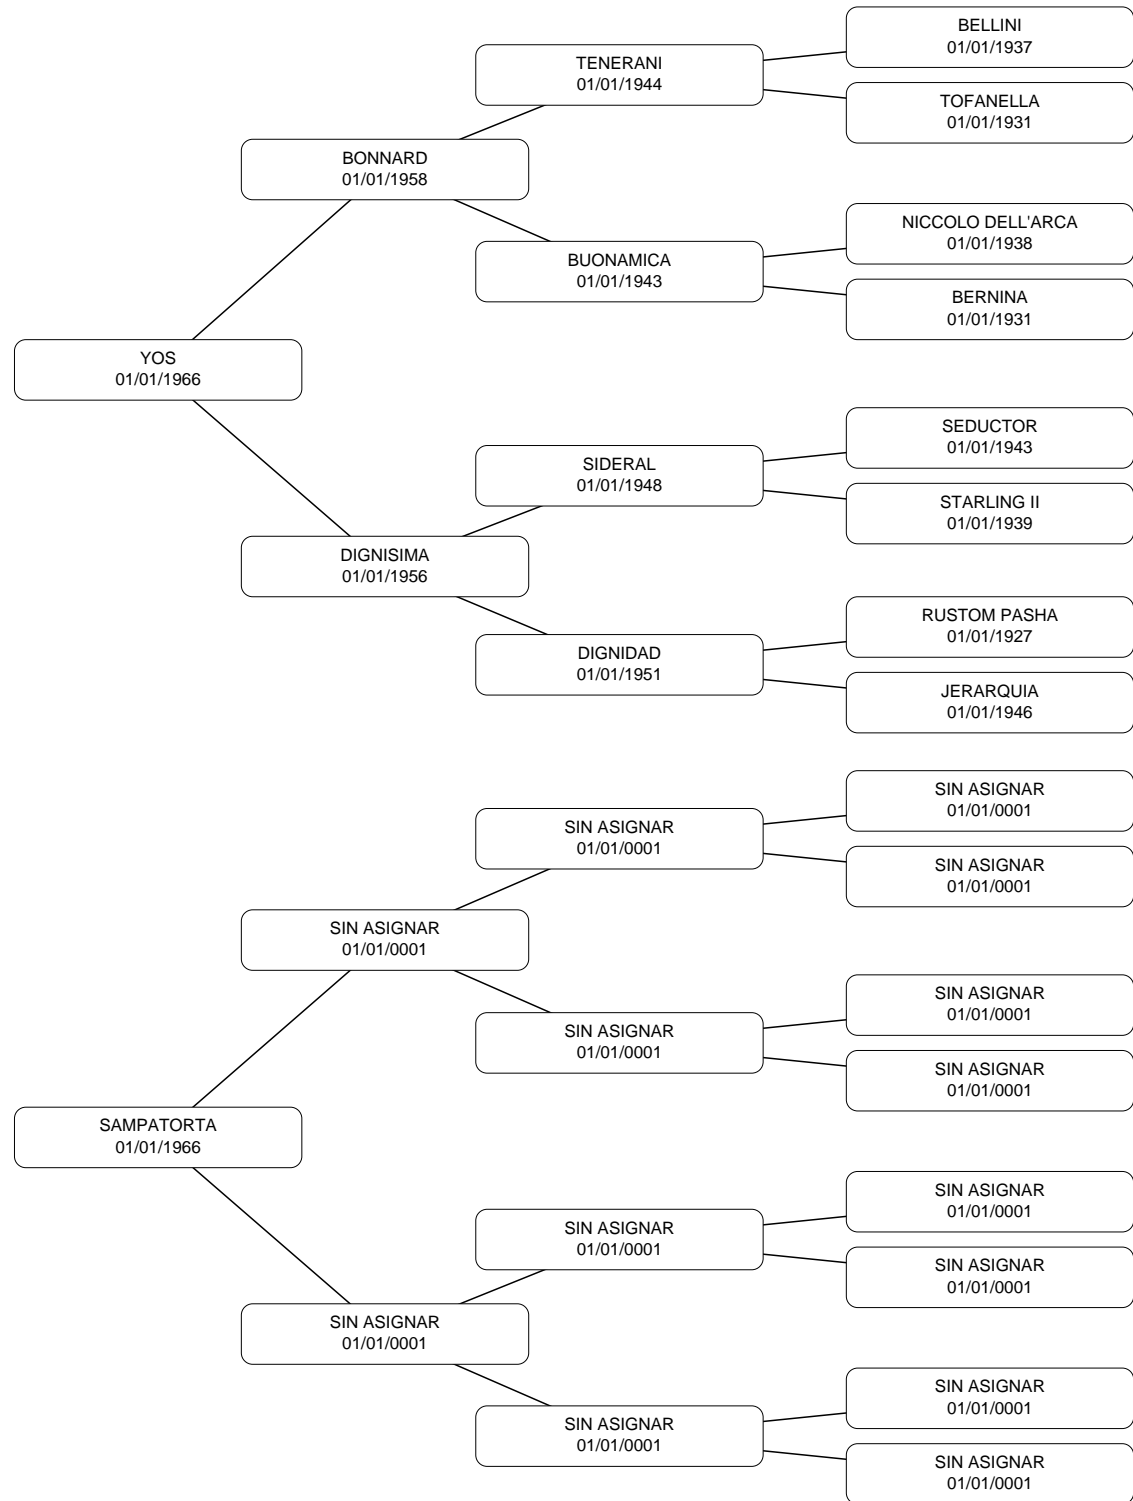 BELLINI
01/01/1937
TENERANI
01/01/1944
TOFANELLA
01/01/1931
BONNARD
01/01/1958
NICCOLO DELL'ARCA
01/01/1938
BUONAMICA
01/01/1943
BERNINA
01/01/1931
YOS
01/01/1966
SEDUCTOR
01/01/1943
SIDERAL
01/01/1948
STARLING II
01/01/1939
DIGNISIMA
01/01/1956
RUSTOM PASHA
01/01/1927
DIGNIDAD
01/01/1951
JERARQUIA
01/01/1946
SIN ASIGNAR
01/01/0001
SIN ASIGNAR
01/01/0001
SIN ASIGNAR
01/01/0001
SIN ASIGNAR
01/01/0001
SIN ASIGNAR
01/01/0001
SIN ASIGNAR
01/01/0001
SIN ASIGNAR
01/01/0001
SAMPATORTA
01/01/1966
SIN ASIGNAR
01/01/0001
SIN ASIGNAR
01/01/0001
SIN ASIGNAR
01/01/0001
SIN ASIGNAR
01/01/0001
SIN ASIGNAR
01/01/0001
SIN ASIGNAR
01/01/0001
SIN ASIGNAR
01/01/0001